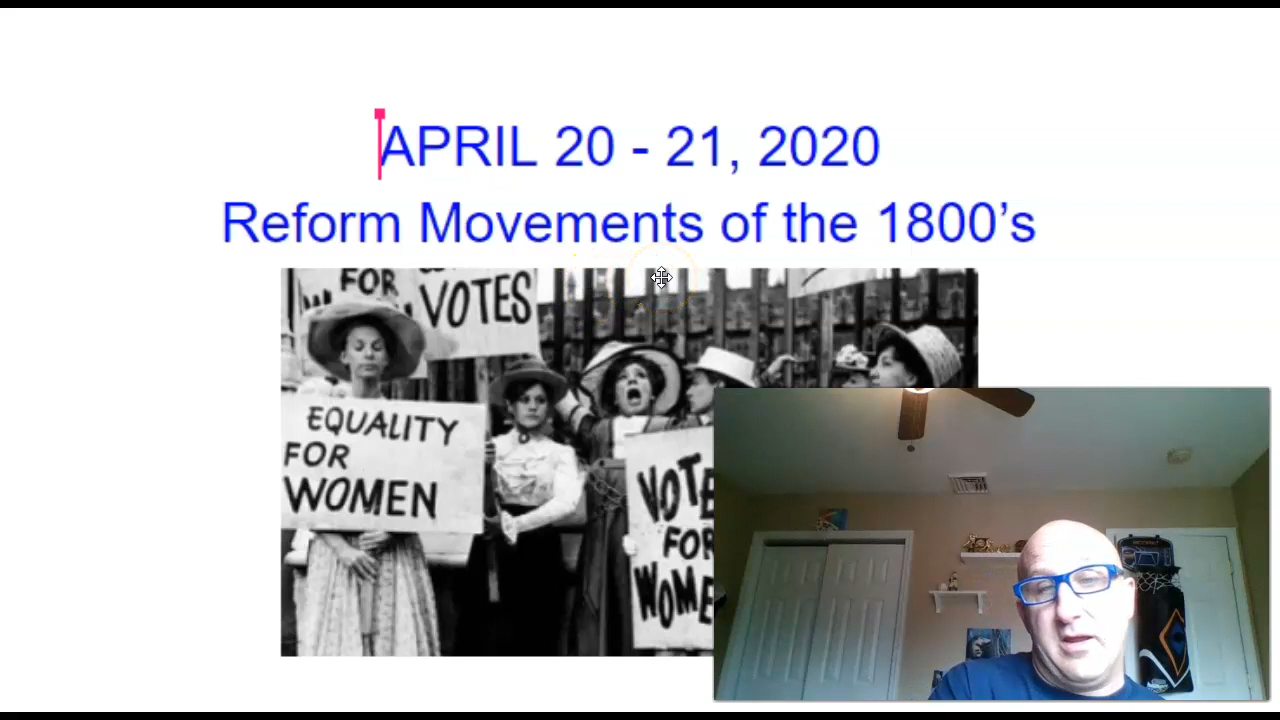 APRIL 20 - 21, 2020
Reform Movements of the 1800’s
FOR
VOTES
EQUALITY
FOR
WOMEN
VOTE
FOR
WOME